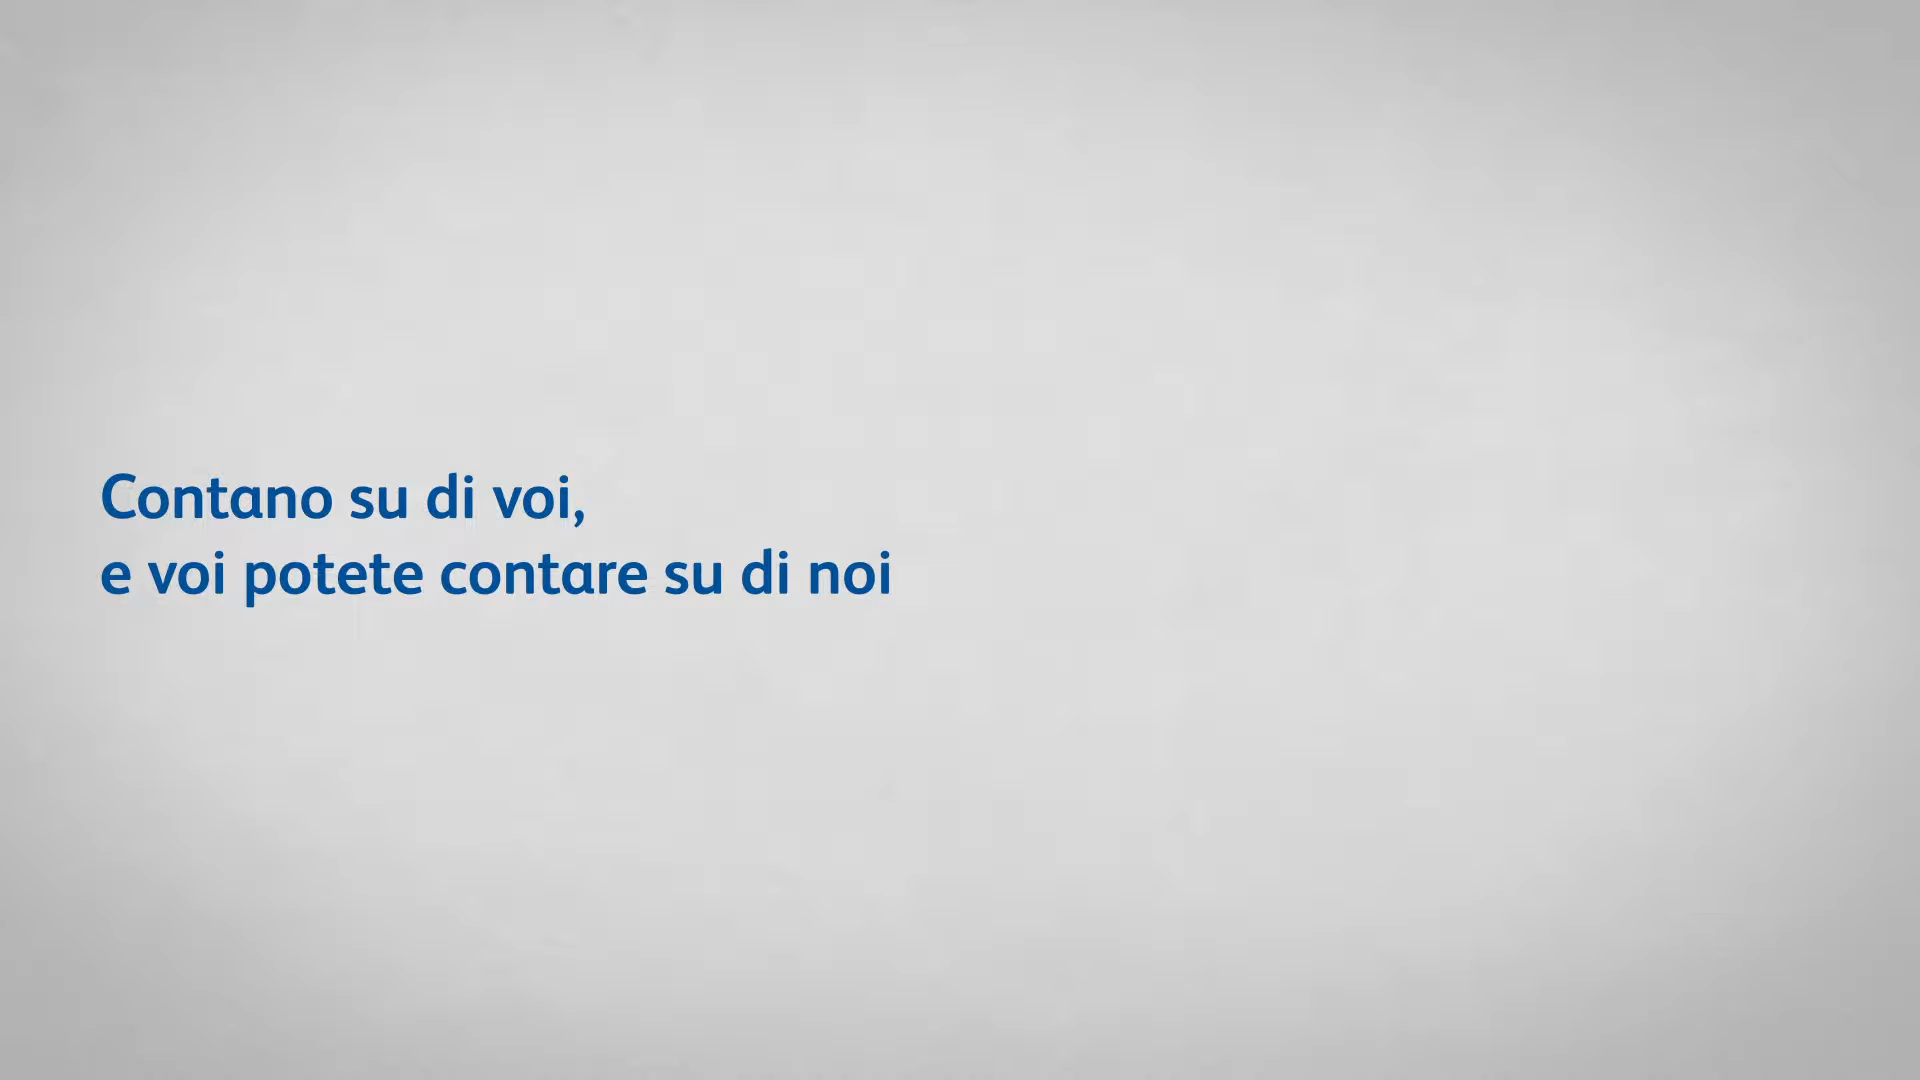 Contano su di voi,
e voi potete contare su di noi